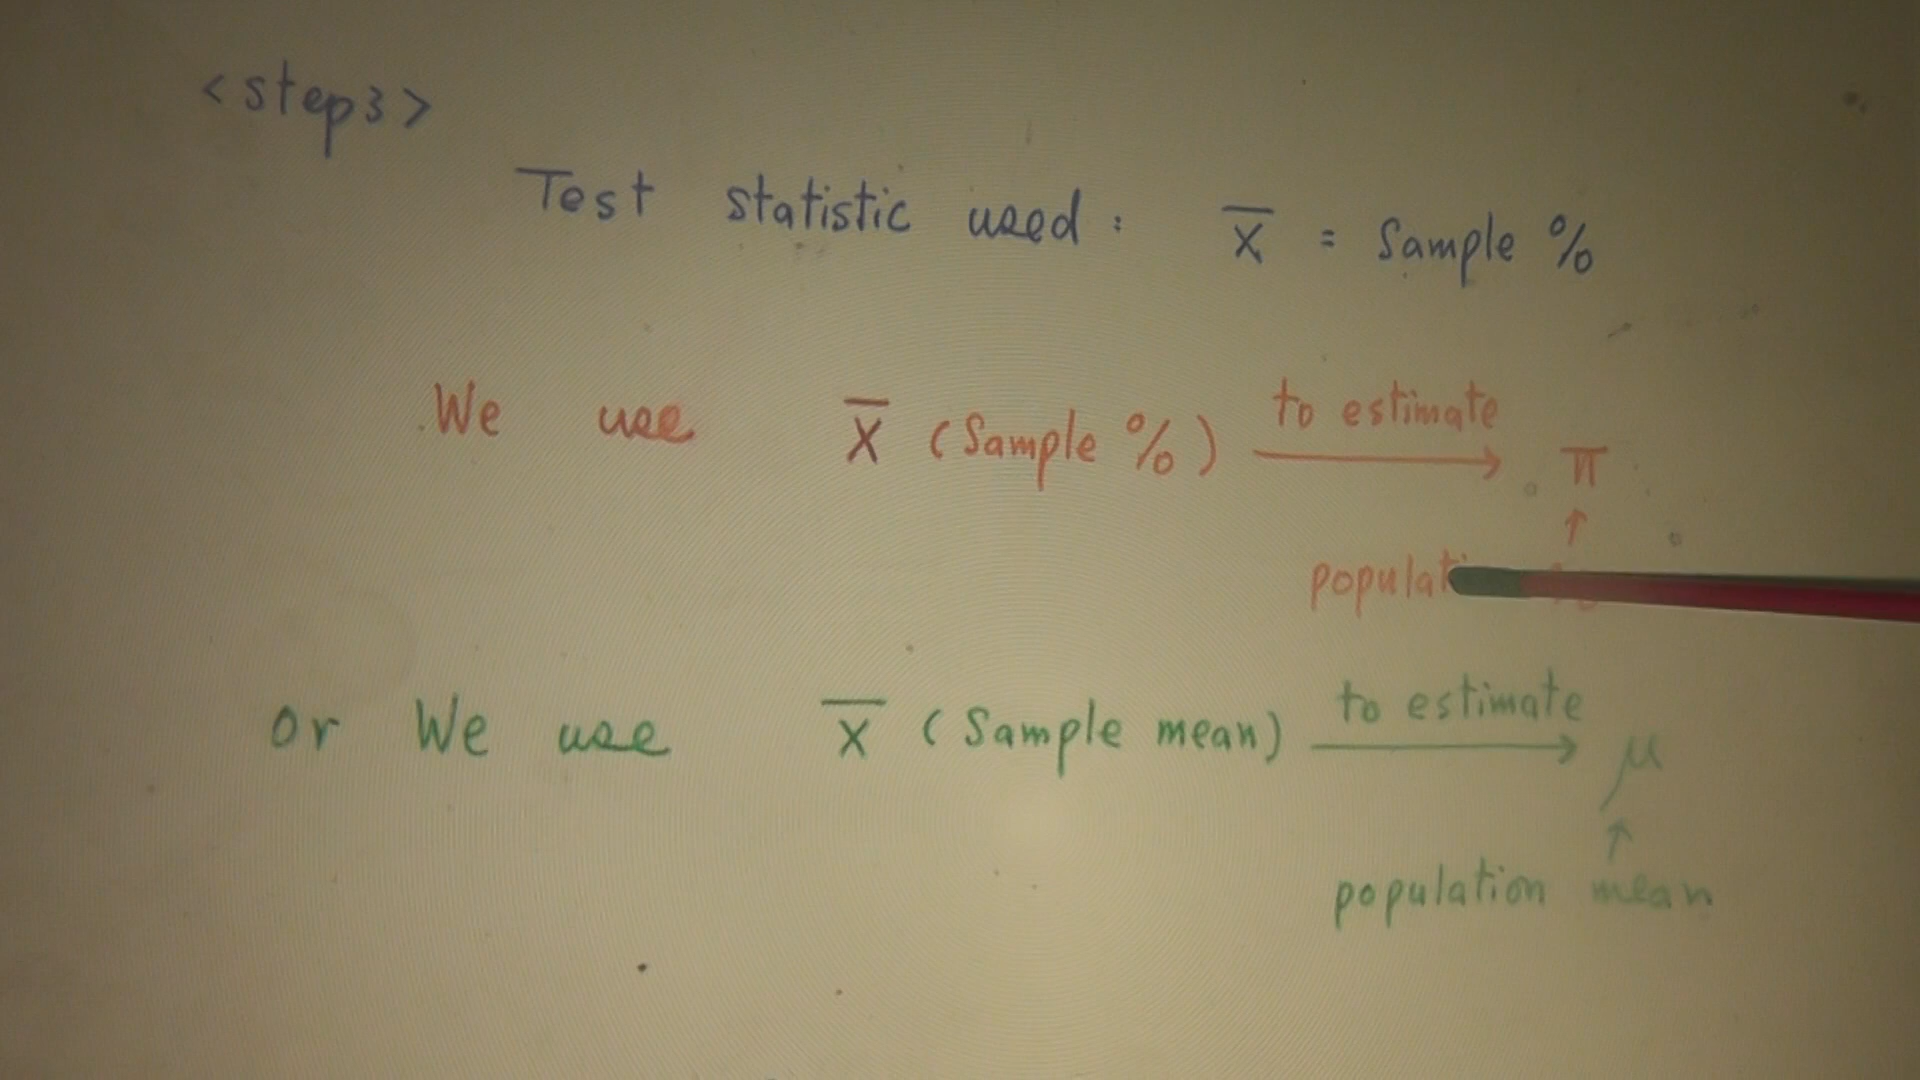 <step3>
Test statistic used : X̅ = Sample %
We use X̅ (Sample %) to estimate → π
↑
populati
or We use X̅ (Sample mean) to estimate → μ
↑
population mean